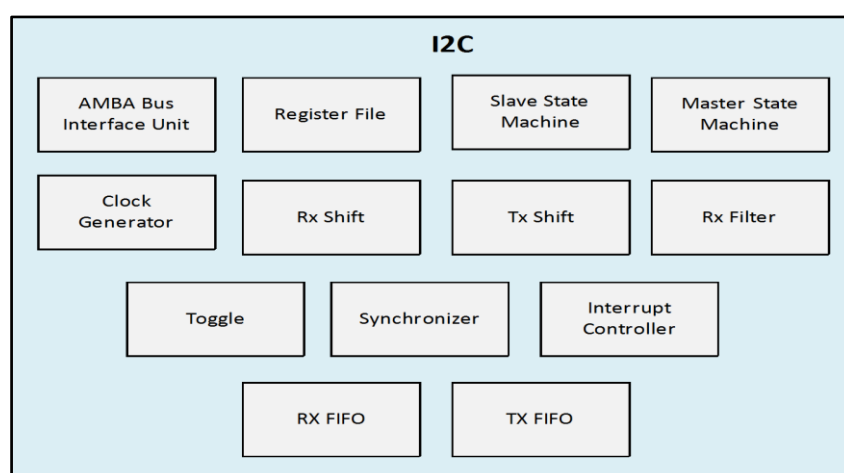 I2C
AMBA Bus
Interface Unit
Register File
Slave State
Machine
Master State
Machine
Clock
Generator
Rx Shift
Tx Shift
Rx Filter
Toggle
Synchronizer
Interrupt
Controller
RX FIFO
TX FIFO